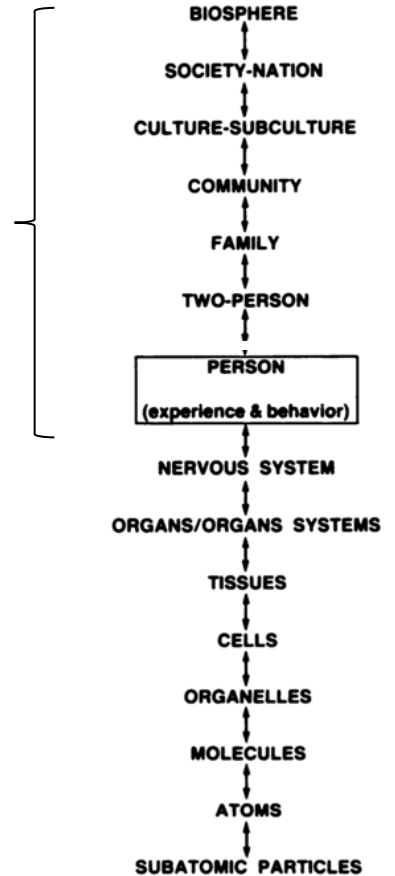 BIOSPHERE
SOCIETY-NATION
CULTURE-SUBCULTURE
COMMUNITY
FAMILY
TWO-PERSON
PERSON
(experience & behavior)
NERVOUS SYSTEM
ORGANS/ORGANS SYSTEMS
TISSUES
CELLS
ORGANELLES
MOLECULES
ATOMS
SUBATOMIC PARTICLES